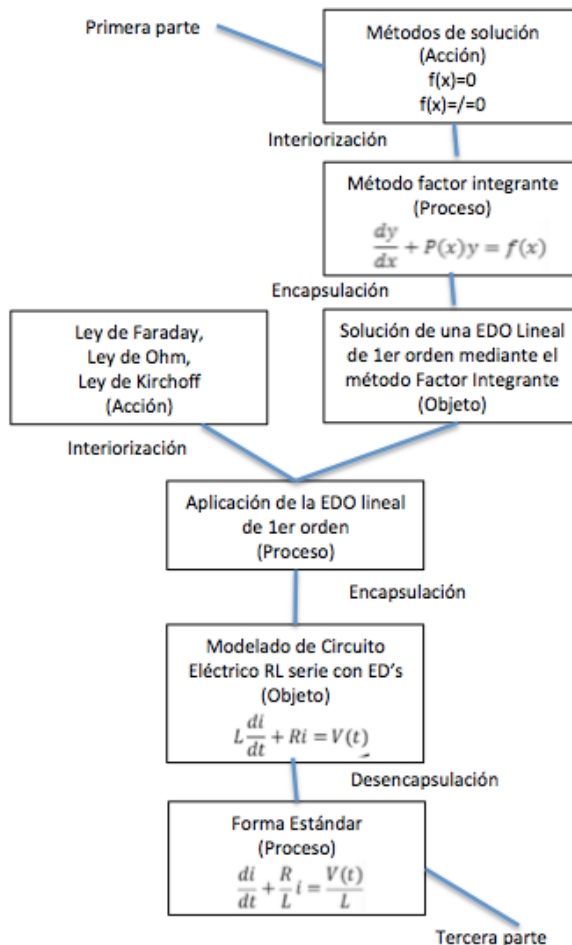 Primera parte
Métodos de solución
(Acción)
f(x)=0
f(x)=/=0
Interiorización
Método factor integrante
(Proceso)
dy/dx + P(x)y = f(x)
Encapsulación
Ley de Faraday,
Ley de Ohm,
Ley de Kirchoff
(Acción)
Solución de una EDO Lineal
de 1er orden mediante el
método Factor Integrante
(Objeto)
Interiorización
Aplicación de la EDO lineal
de 1er orden
(Proceso)
Encapsulación
Modelado de Circuito
Eléctrico RL serie con ED's
(Objeto)
L di/dt + Ri = V(t)
Desencapsulación
Forma Estándar
(Proceso)
di/dt + R/L i = V(t)/L
Tercera parte